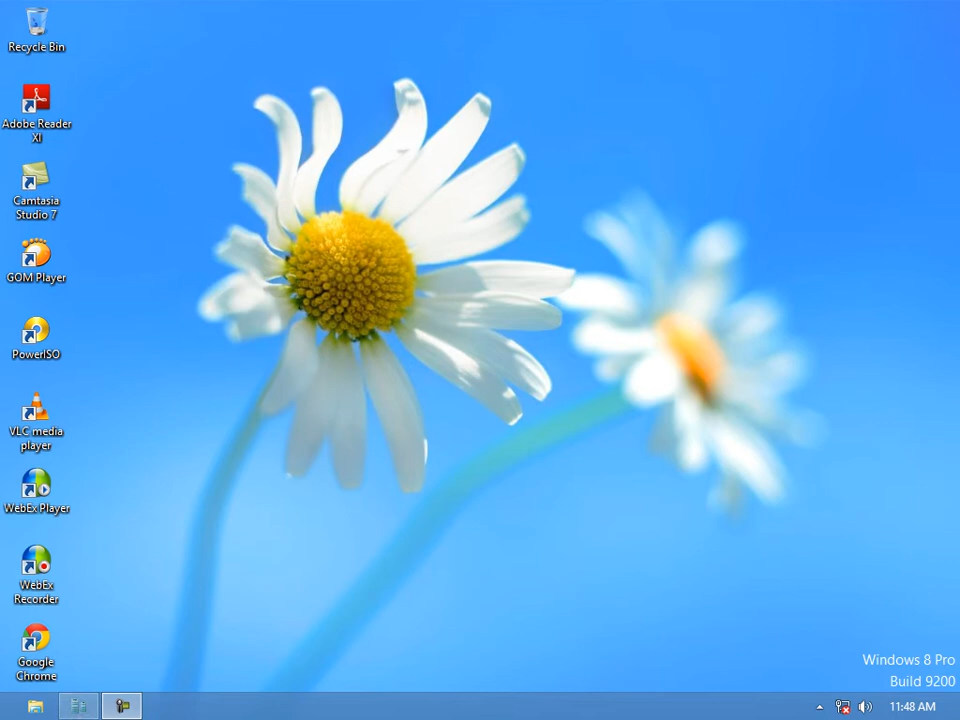 Recycle Bin
Adobe Reader
XI
Camtasia
Studio 7
GOM Player
PowerISO
VLC media
player
WebEx Player
WebEx
Recorder
Google
Chrome
Windows 8 Pro
Build 9200
11:48 AM